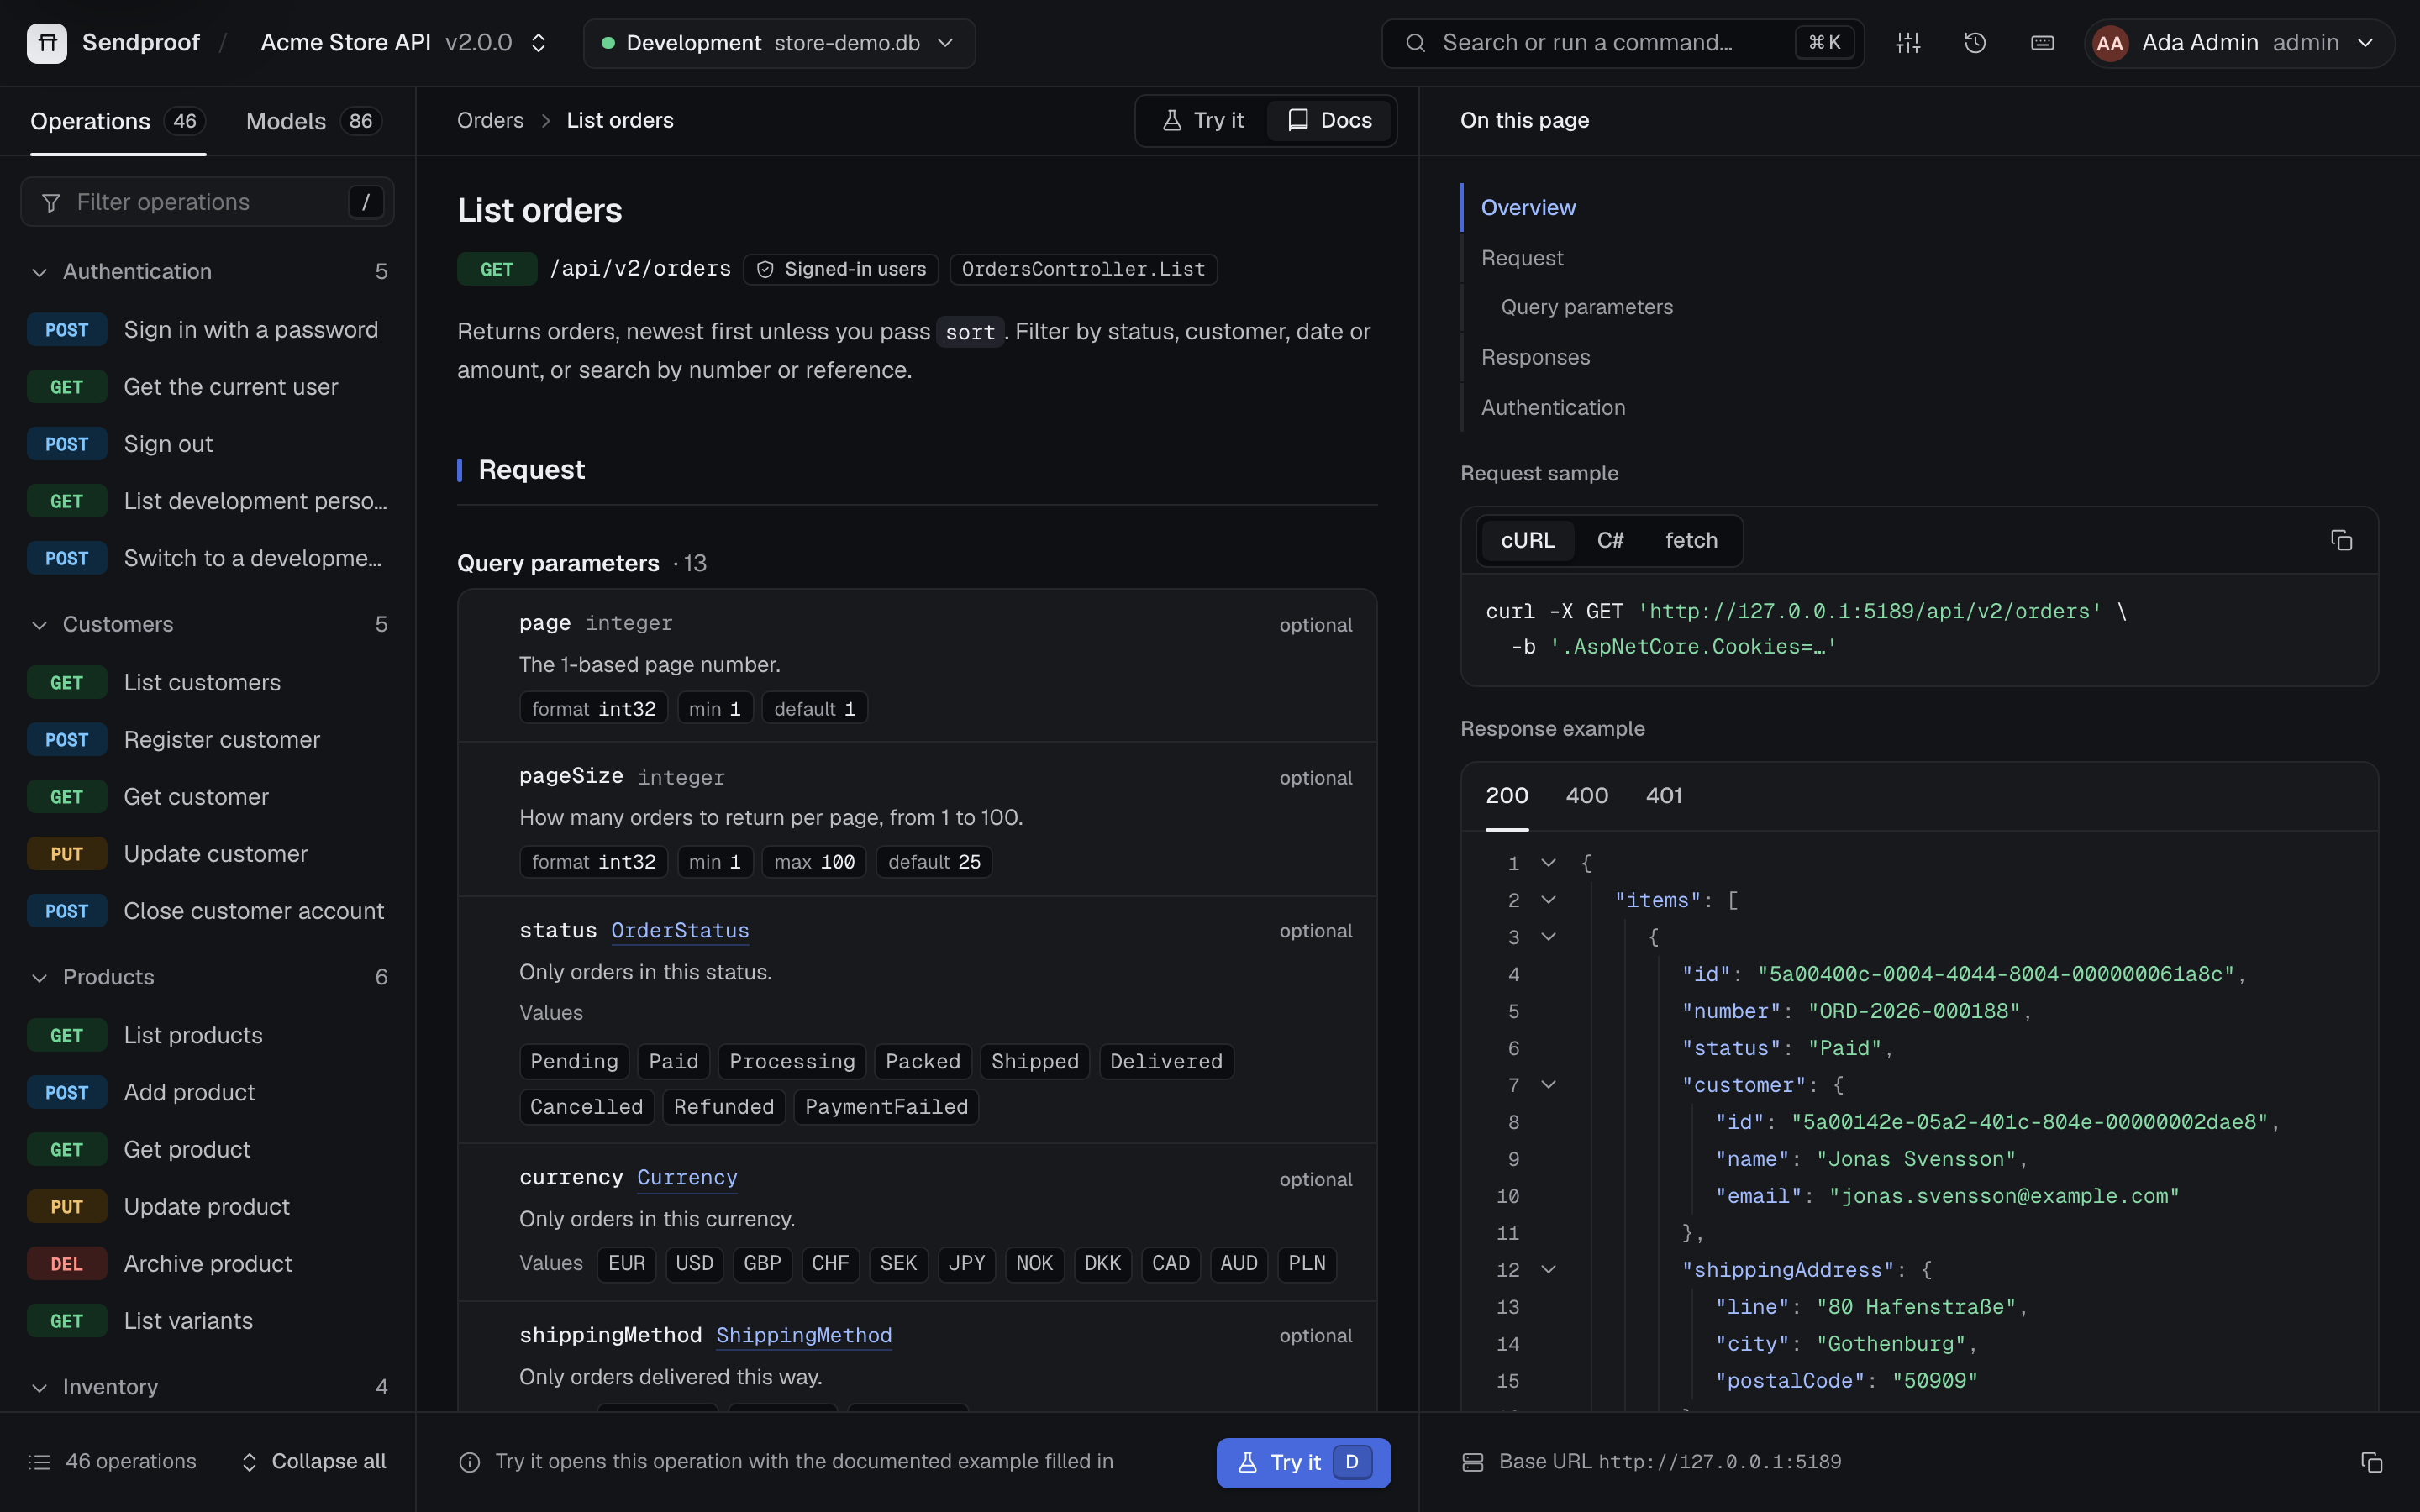 Sendproof / Acme Store API v2.0.0
Development store-demo.db
Search or run a command... ⌘ K
AA Ada Admin admin
Operations 46 Models 86
Filter operations /
Authentication 5
POST Sign in with a password
GET Get the current user
POST Sign out
GET List development perso...
POST Switch to a developme...
Customers 5
GET List customers
POST Register customer
GET Get customer
PUT Update customer
POST Close customer account
Products 6
GET List products
POST Add product
GET Get product
PUT Update product
DEL Archive product
GET List variants
Inventory 4
46 operations Collapse all
Orders > List orders
Try it Docs
List orders
GET /api/v2/orders Signed-in users OrdersController.List
Returns orders, newest first unless you pass sort. Filter by status, customer, date or
amount, or search by number or reference.
Request
Query parameters · 13
page integer optional
The 1-based page number.
format int32 min 1 default 1
pageSize integer optional
How many orders to return per page, from 1 to 100.
format int32 min 1 max 100 default 25
status OrderStatus optional
Only orders in this status.
Values
Pending Paid Processing Packed Shipped Delivered
Cancelled Refunded PaymentFailed
currency Currency optional
Only orders in this currency.
Values EUR USD GBP CHF SEK JPY NOK DKK CAD AUD PLN
shippingMethod ShippingMethod optional
Only orders delivered this way.
Try it opens this operation with the documented example filled in
Try it D
On this page
Overview
Request
Query parameters
Responses
Authentication
Request sample
cURL C# fetch
curl -X GET 'http://127.0.0.1:5189/api/v2/orders' \
-b '.AspNetCore.Cookies=…'
Response example
200 400 401
1 {
2 "items": [
3 {
4 "id": "5a00400c-0004-4044-8004-000000061a8c",
5 "number": "ORD-2026-000188",
6 "status": "Paid",
7 "customer": {
8 "id": "5a00142e-05a2-401c-804e-00000002dae8",
9 "name": "Jonas Svensson",
10 "email": "jonas.svensson@example.com"
11 },
12 "shippingAddress": {
13 "line": "80 Hafenstraße",
14 "city": "Gothenburg",
15 "postalCode": "50909"
Base URL http://127.0.0.1:5189